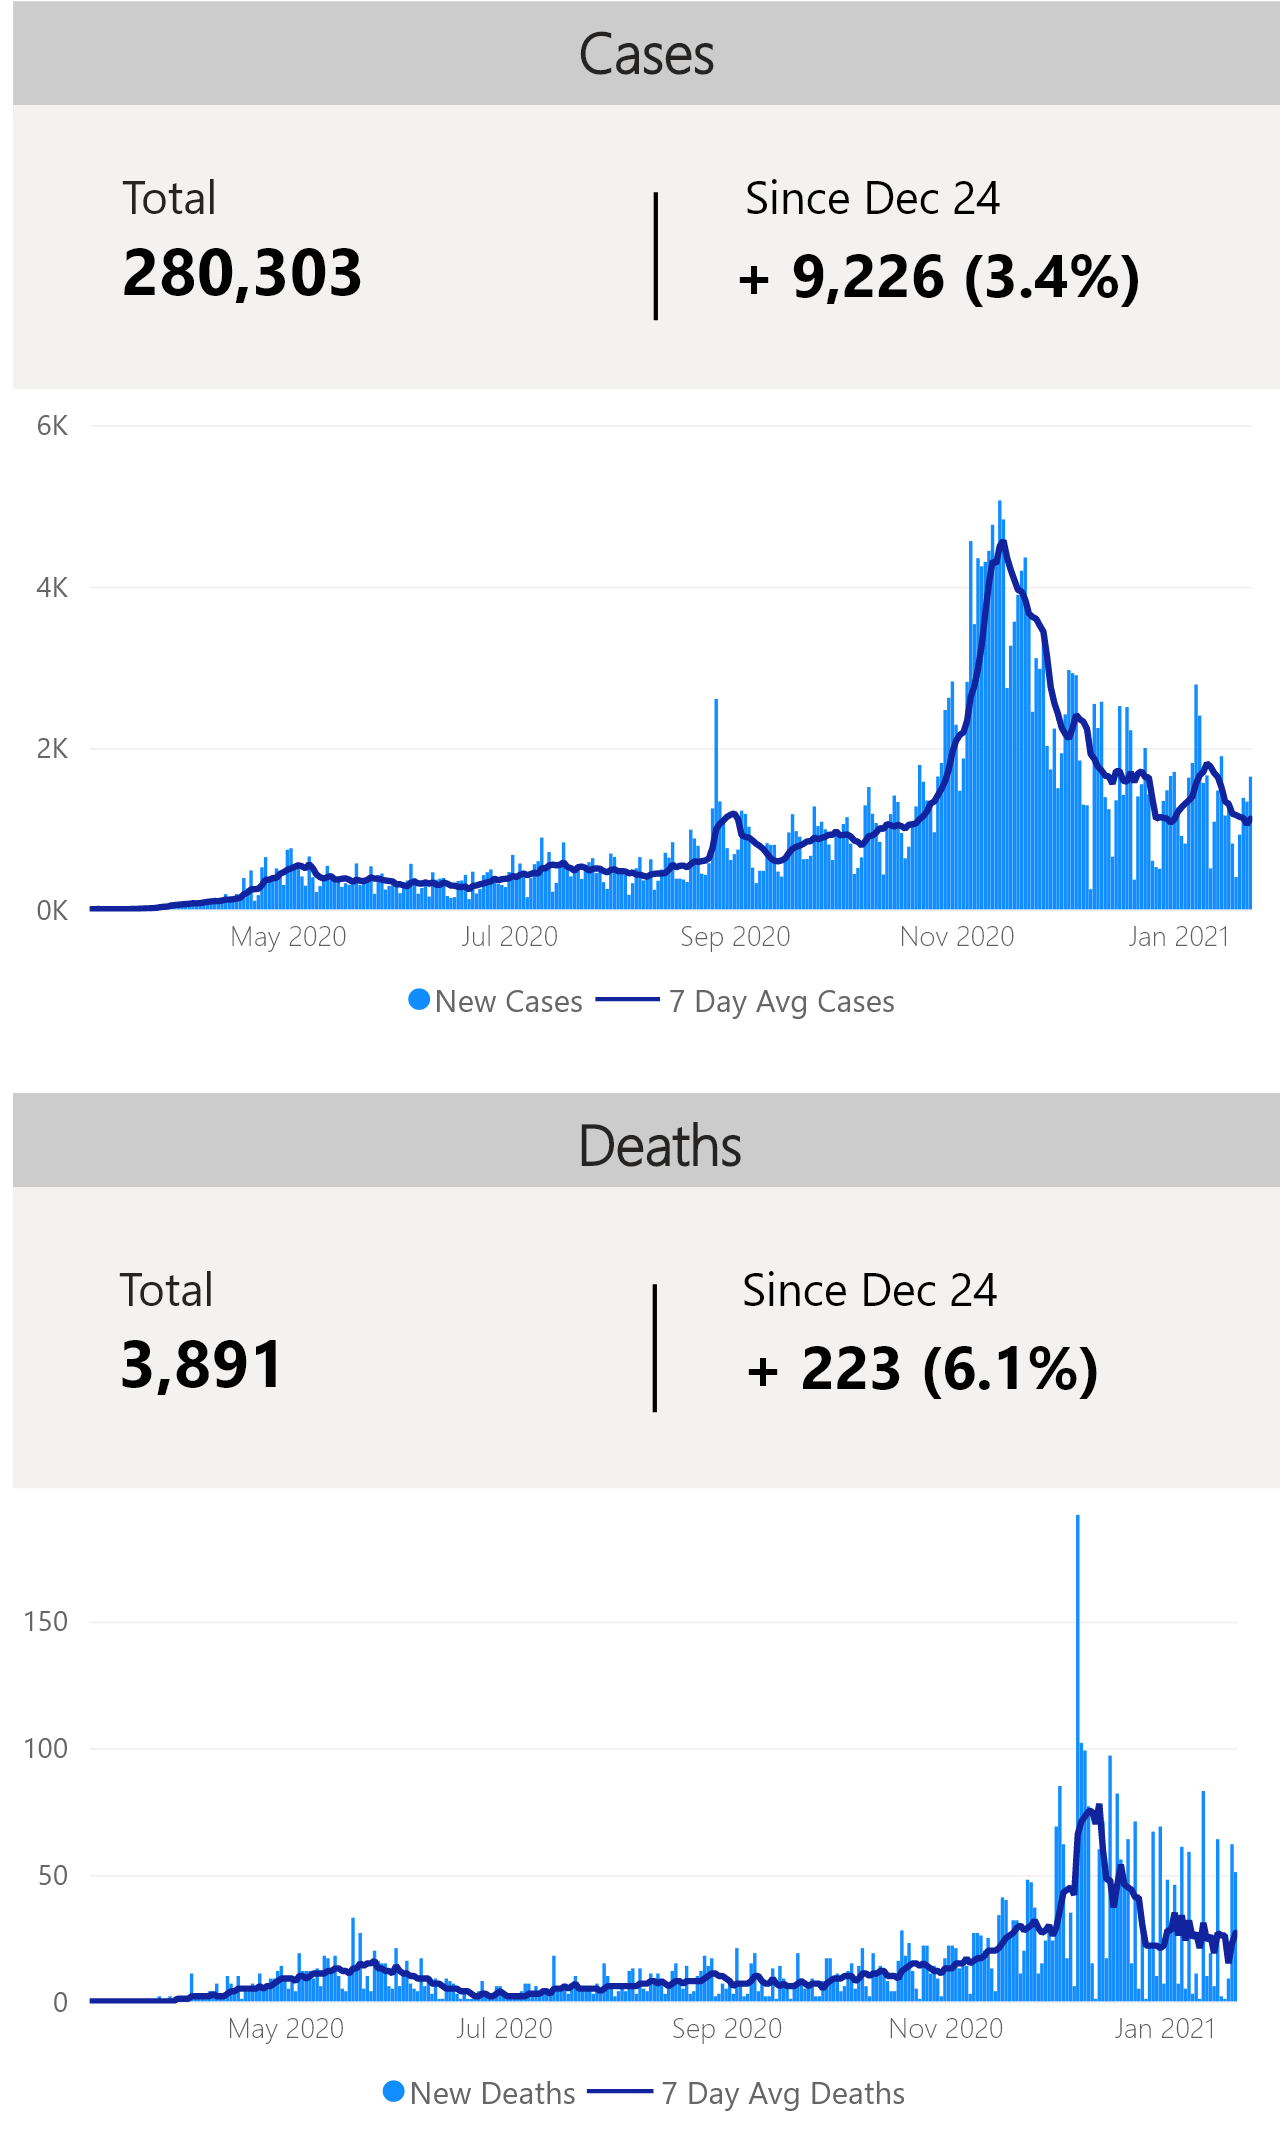 Cases
Total
Since Dec 24
280,303
+ 9,226 (3.4%)
6K
4K
2K
0K
May 2020
Jul 2020
Sep 2020
Nov 2020
Jan 2021
New Cases
7 Day Avg Cases
Deaths
Total
Since Dec 24
3,891
+ 223 (6.1%)
150
100
50
0
May 2020
Jul 2020
Sep 2020
Nov 2020
Jan 2021
New Deaths
7 Day Avg Deaths